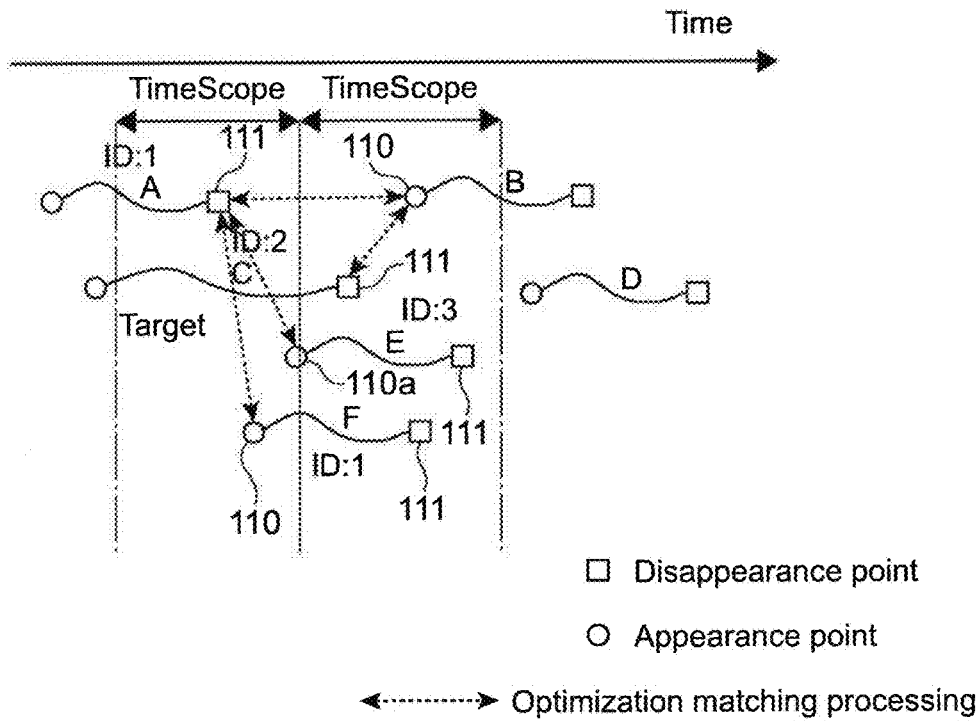 Time
TimeScope TimeScope
111
110
ID:1
A
B
ID:2
C
111
D
Target
ID:3
E
110a
F
111
ID:1
110
111
Disappearance point
Appearance point
Optimization matching processing